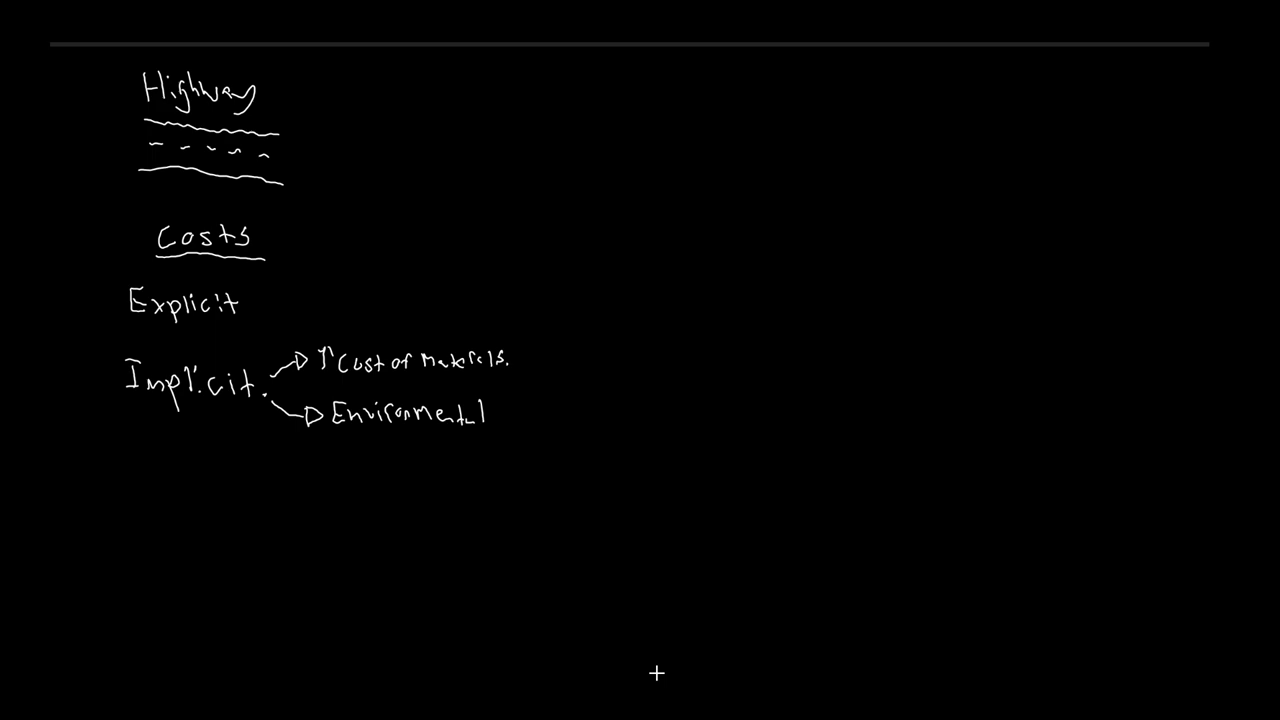 Highway
Costs
Explicit
Implicit.
↑ Cost of Materials.
Environmental